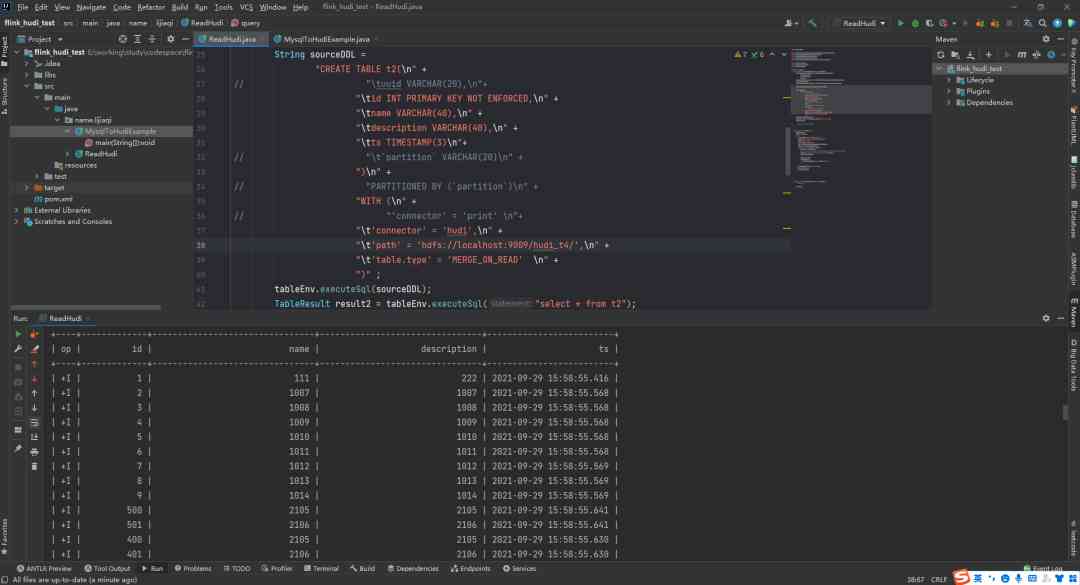 File Edit View Navigate Code Refactor Build Run Tools VCS Window Help flink_hudi_test - ReadHudi.java
flink_hudi_test src main java name lijiaqi ReadHudi query ReadHudi
Project ReadHudi.java MysqlToHudiExample.java Maven
flink_hudi_test
.idea
libs
src
main
java
name.lijiaqi
MysqlToHudiExample
main(String[]):void
ReadHudi
resources
test
target
pom.xml
External Libraries
Scratches and Consoles
25 String sourceDDL =
26 "CREATE TABLE t2(\n" +
27 // "\tuuid VARCHAR(20),\n"+
28 "\tid INT PRIMARY KEY NOT ENFORCED,\n" +
29 "\tname VARCHAR(40),\n" +
30 "\tdescription VARCHAR(40),\n" +
31 "\tts TIMESTAMP(3)\n"+
32 // "\t`partition` VARCHAR(20)\n" +
33 ")\n" +
34 // "PARTITIONED BY (`partition`)\n" +
35 "WITH (\n" +
36 // "'connector' = 'print' \n"+
37 "\t'connector' = 'hudi',\n" +
38 "\t'path' = 'hdfs://localhost:9009/hudi_t4/',\n" +
39 "\t'table.type' = 'MERGE_ON_READ' \n" +
40 ")" ;
41 tableEnv.executeSql(sourceDDL);
42 TableResult result2 = tableEnv.executeSql( statement: "select * from t2");
7 6
flink_hudi_test
Lifecycle
Plugins
Dependencies
Run: ReadHudi
| op | id | name | description | ts |
| +I | 1 | 111 | 222 | 2021-09-29 15:58:55.416 |
| +I | 2 | 1007 | 1007 | 2021-09-29 15:58:55.568 |
| +I | 3 | 1008 | 1008 | 2021-09-29 15:58:55.568 |
| +I | 4 | 1009 | 1009 | 2021-09-29 15:58:55.568 |
| +I | 5 | 1010 | 1010 | 2021-09-29 15:58:55.568 |
| +I | 6 | 1011 | 1011 | 2021-09-29 15:58:55.568 |
| +I | 7 | 1012 | 1012 | 2021-09-29 15:58:55.569 |
| +I | 8 | 1013 | 1013 | 2021-09-29 15:58:55.569 |
| +I | 9 | 1014 | 1014 | 2021-09-29 15:58:55.569 |
| +I | 500 | 2105 | 2105 | 2021-09-29 15:58:55.641 |
| +I | 501 | 2106 | 2106 | 2021-09-29 15:58:55.641 |
| +I | 400 | 2105 | 2105 | 2021-09-29 15:58:55.630 |
| +I | 401 | 2106 | 2106 | 2021-09-29 15:58:55.630 |
Project
Structure
Favorites
PlantUML
jclasslib
Database
ASMPlugin
Maven
Big Data Tools
leetcode
ANTLR Preview Tool Output Run Problems TODO Profiler Terminal Build Dependencies Endpoints Services Event Log
All files are up-to-date (a minute ago) 38:67 CRLF 英